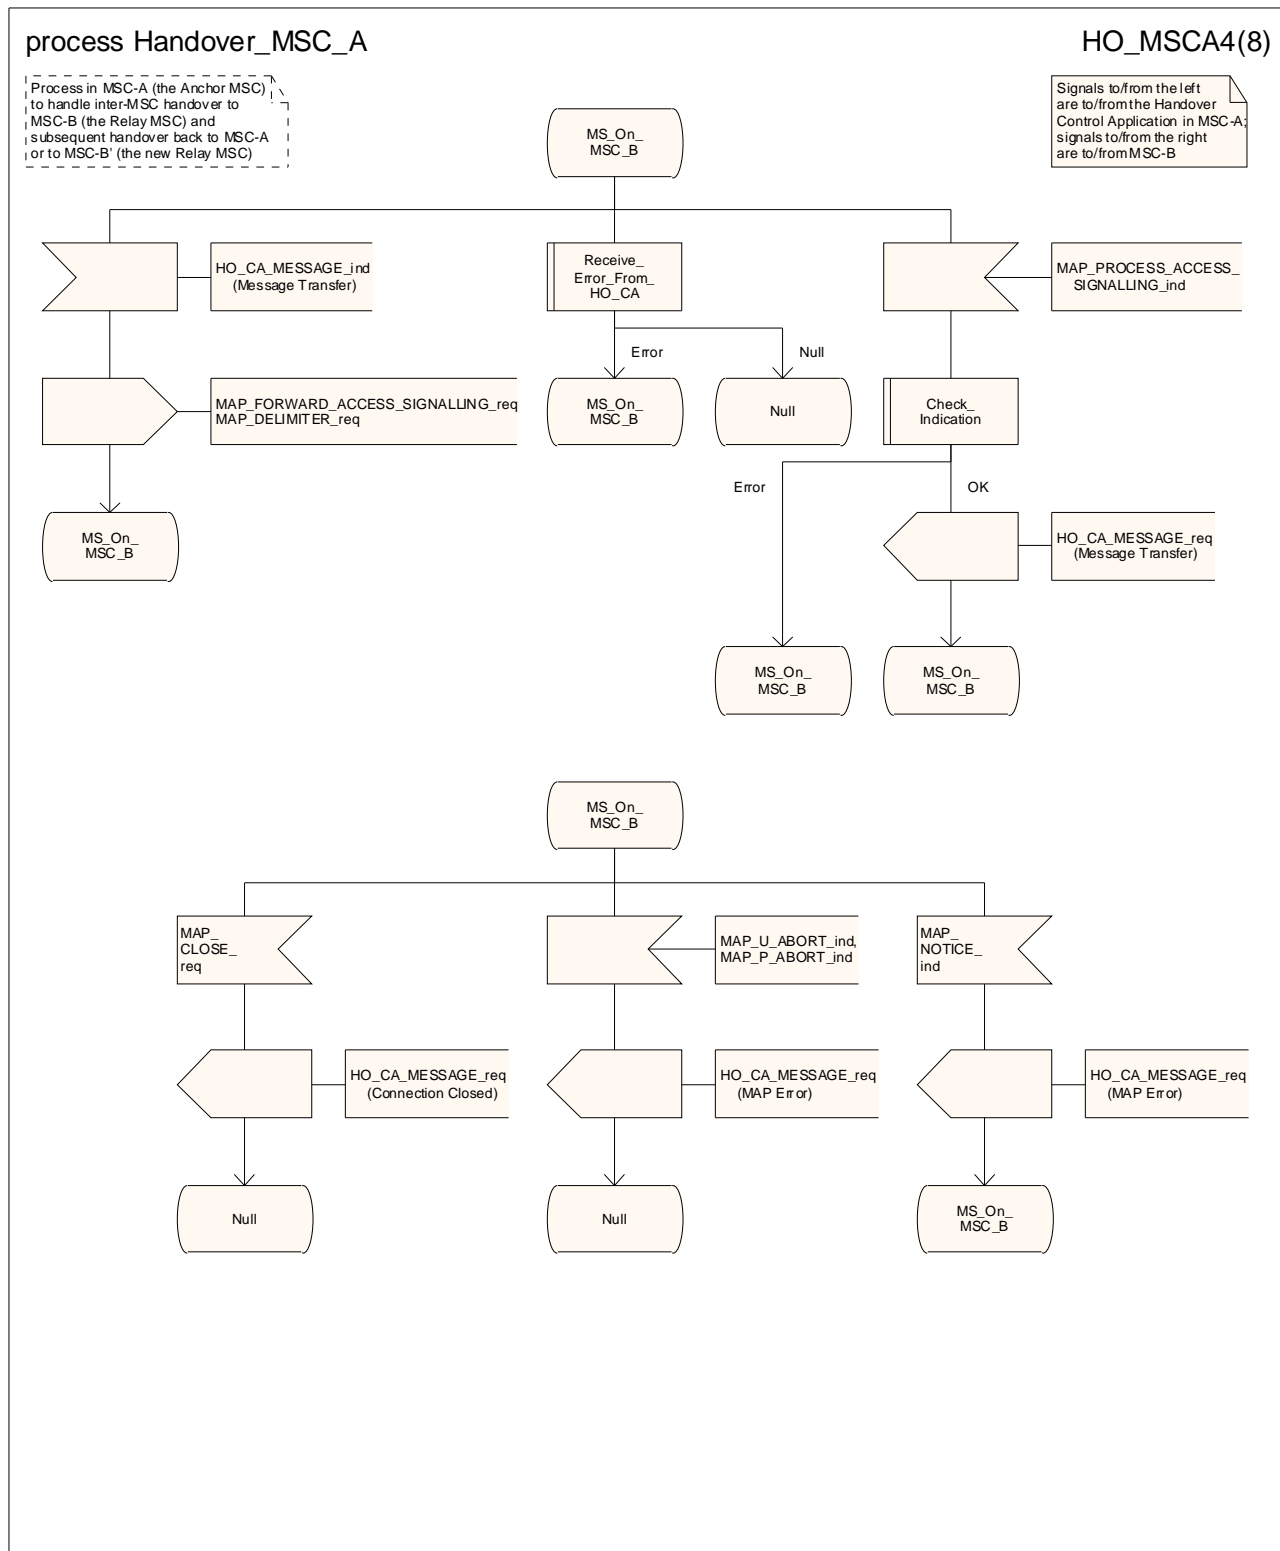 process Handover_MSC_A
HO_MSCA4(8)
Process in MSC-A (the Anchor MSC)
to handle inter-MSC handover to
MSC-B (the Relay MSC) and
subsequent handover back to MSC-A
or to MSC-B' (the new Relay MSC)
Signals to/from the left
are to/from the Handover
Control Application in MSC-A;
signals to/from the right
are to/from MSC-B
MS_On_
MSC_B
HO_CA_MESSAGE_ind
(Message Transfer)
Receive_
Error_From_
HO_CA
MAP_PROCESS_ACCESS_
SIGNALLING_ind
Error
Null
MAP_FORWARD_ACCESS_SIGNALLING_req
MAP_DELIMITER_req
MS_On_
MSC_B
Null
Check_
Indication
Error
OK
MS_On_
MSC_B
HO_CA_MESSAGE_req
(Message Transfer)
MS_On_
MSC_B
MS_On_
MSC_B
MS_On_
MSC_B
MAP_
CLOSE_
req
MAP_U_ABORT_ind,
MAP_P_ABORT_ind
MAP_
NOTICE_
ind
HO_CA_MESSAGE_req
(Connection Closed)
HO_CA_MESSAGE_req
(MAP Error)
HO_CA_MESSAGE_req
(MAP Error)
Null
Null
MS_On_
MSC_B